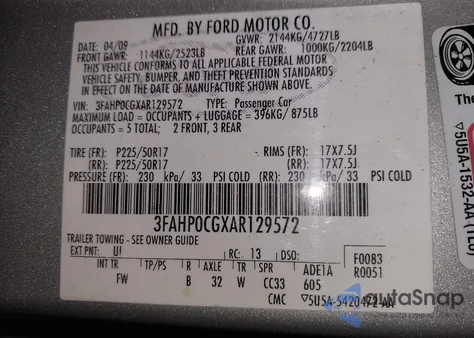 MFD. BY FORD MOTOR CO.
DATE: 04/09 GVWR: 2144KG/4727LB
FRONT GAWR: 1144KG/2523LB REAR GAWR: 1000KG/2204LB
THIS VEHICLE CONFORMS TO ALL APPLICABLE FEDERAL MOTOR
VEHICLE SAFETY, BUMPER, AND THEFT PREVENTION STANDARDS
IN EFFECT ON THE DATE OF MANUFACTURE SHOWN ABOVE.
VIN: 3FAHP0CGXAR129572 TYPE: Passenger Car
MAXIMUM LOAD = OCCUPANTS + LUGGAGE = 396KG/ 875LB
OCCUPANTS = 5 TOTAL; 2 FRONT, 3 REAR
TIRE (FR): P225/50R17 RIMS (FR): 17X7.5J
(RR): P225/50R17 (RR): 17X7.5J
PRESSURE (FR): 230 kPa/ 33 PSI COLD (RR): 230 kPa/ 33 PSI COLD
3FAHP0CGXAR129572
TRAILER TOWING - SEE OWNER GUIDE
EXT PNT: UI RC: 13 DSO: F0083
R0051
INT TR TP/PS R AXLE TR SPR ADE1A
FW B 32 W CC33 605
CMC 5U5A-5420472-AA
The
5U5A-1532-AA
autoSnap